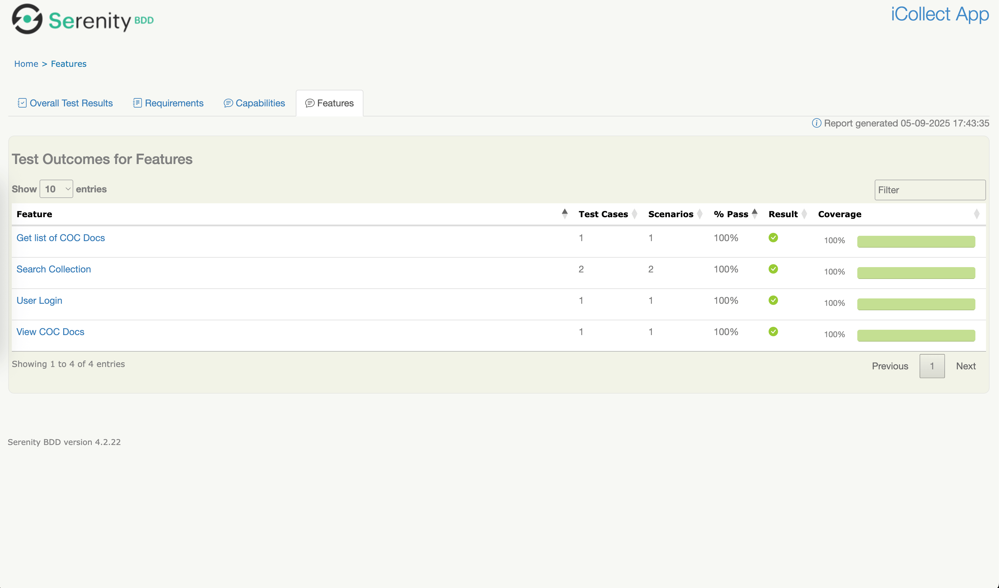 Serenity BDD
iCollect App
Home > Features
Overall Test Results
Requirements
Capabilities
Features
Report generated 05-09-2025 17:43:35
Test Outcomes for Features
Show 10 entries
Filter
Feature Test Cases Scenarios % Pass Result Coverage
Get list of COC Docs 1 1 100% 100%
Search Collection 2 2 100% 100%
User Login 1 1 100% 100%
View COC Docs 1 1 100% 100%
Showing 1 to 4 of 4 entries
Previous 1 Next
Serenity BDD version 4.2.22